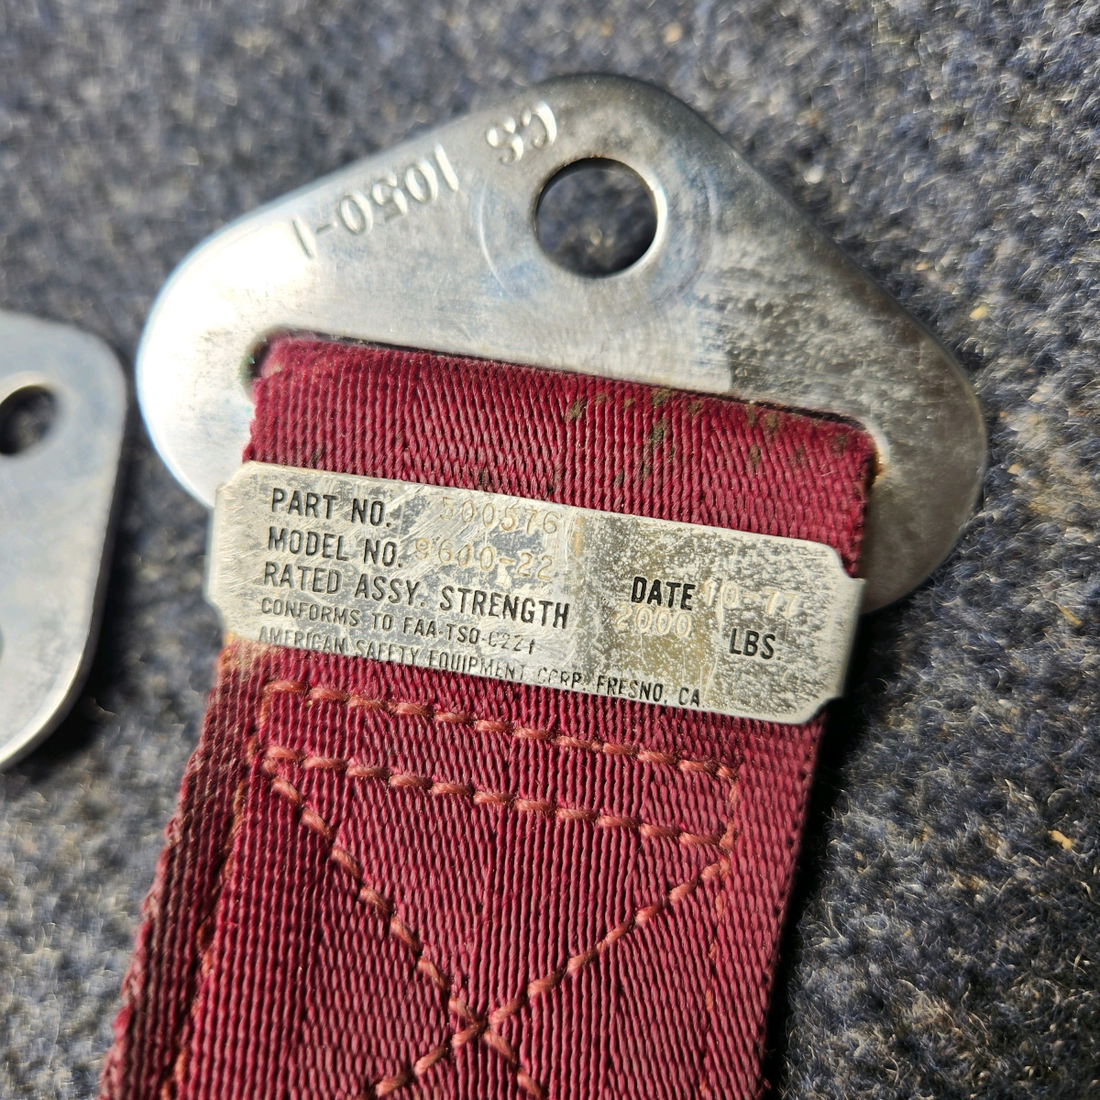 CS
1050-1
PART NO. 500576
MODEL NO. 8600-22
DATE 10-77
RATED ASSY. STRENGTH 2000 LBS.
CONFORMS TO FAA-TSO-C22f
AMERICAN SAFETY EQUIPMENT CORP. FRESNO, CA.